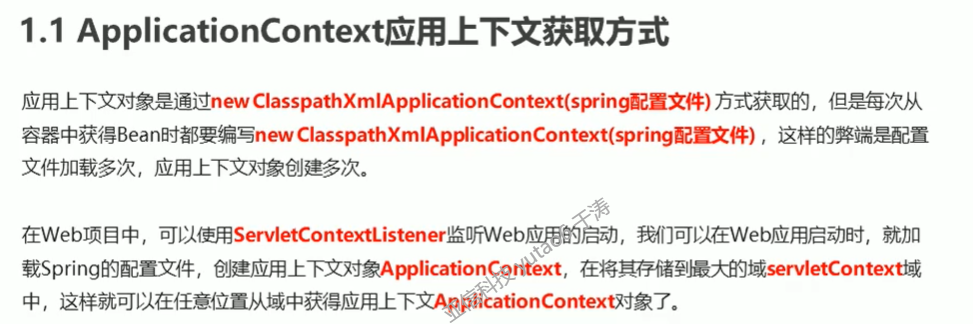 1.1 ApplicationContext应用上下文获取方式
应用上下文对象是通过new ClasspathXmlApplicationContext(spring配置文件) 方式获取的，但是每次从
容器中获得Bean时都要编写new ClasspathXmlApplicationContext(spring配置文件) ，这样的弊端是配置
文件加载多次，应用上下文对象创建多次。
在Web项目中，可以使用ServletContextListener监听Web应用的启动，我们可以在Web应用启动时，就加
载Spring的配置文件，创建应用上下文对象ApplicationContext，在将其存储到最大的域servletContext域
中，这样就可以在任意位置从域中获得应用上下文ApplicationContext对象了。
亚信科技 yutao6 于涛